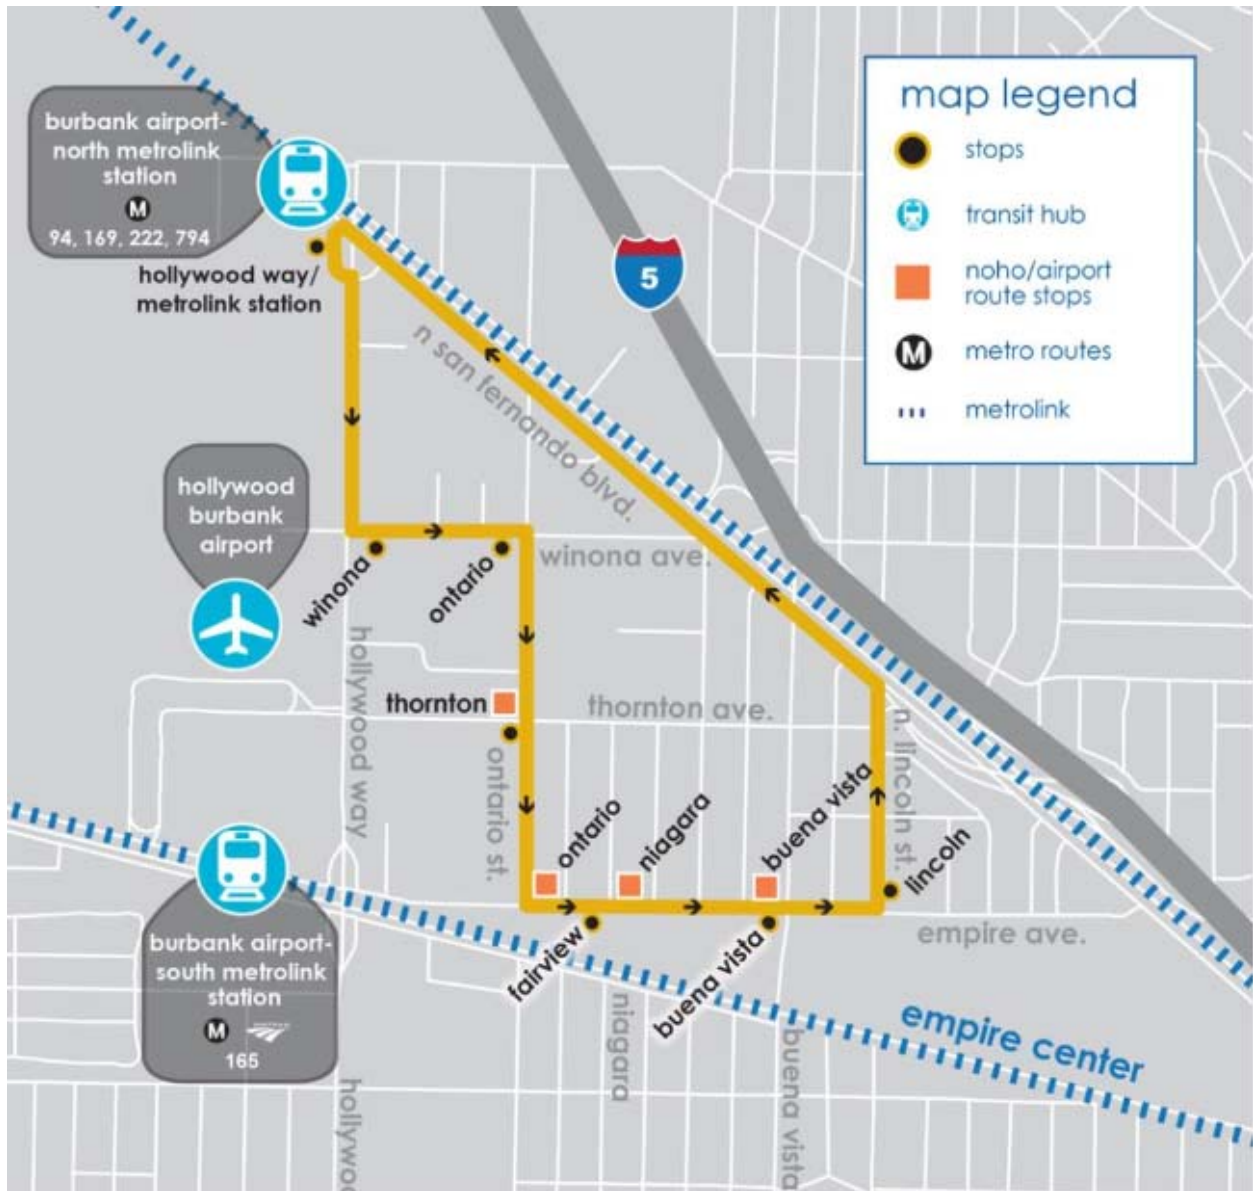 map legend
stops
transit hub
noho/airport
route stops
M
metro routes
metrolink
burbank airport-
north metrolink
station
M
94, 169, 222, 794
hollywood way/
metrolink station
5
n san fernando blvd.
hollywood
burbank
airport
winona
ontario
winona ave.
hollywood way
thornton
thornton ave.
ontario st.
n. lincoln st.
ontario
niagara
buena vista
lincoln
fairview
buena vista
empire ave.
burbank airport-
south metrolink
station
M
165
niagara
buena vista
empire center
hollywoo